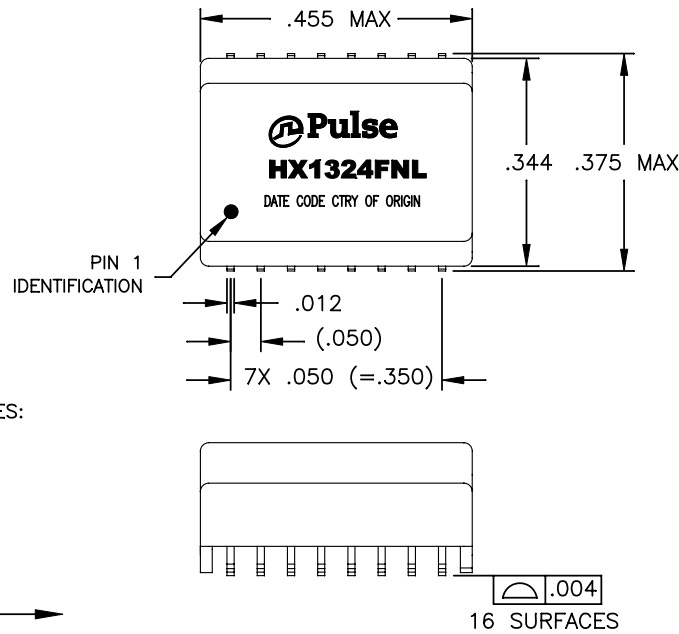 .455 MAX
Pulse
HX1324FNL
DATE CODE CTRY OF ORIGIN
.344
.375 MAX
PIN 1
IDENTIFICATION
.012
(.050)
7X .050 (=.350)
ES:
.004
16 SURFACES